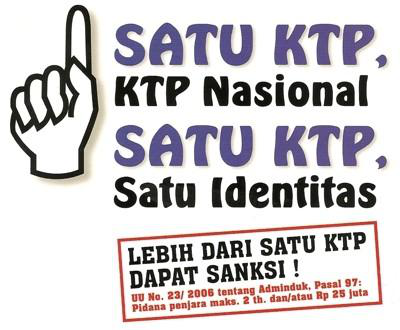 SATU KTP,
KTP Nasional
SATU KTP,
Satu Identitas
LEBIH DARI SATU KTP
DAPAT SANKSI !
UU No. 23/ 2006 tentang Adminduk, Pasal 97:
Pidana penjara maks. 2 th. dan/atau Rp 25 juta